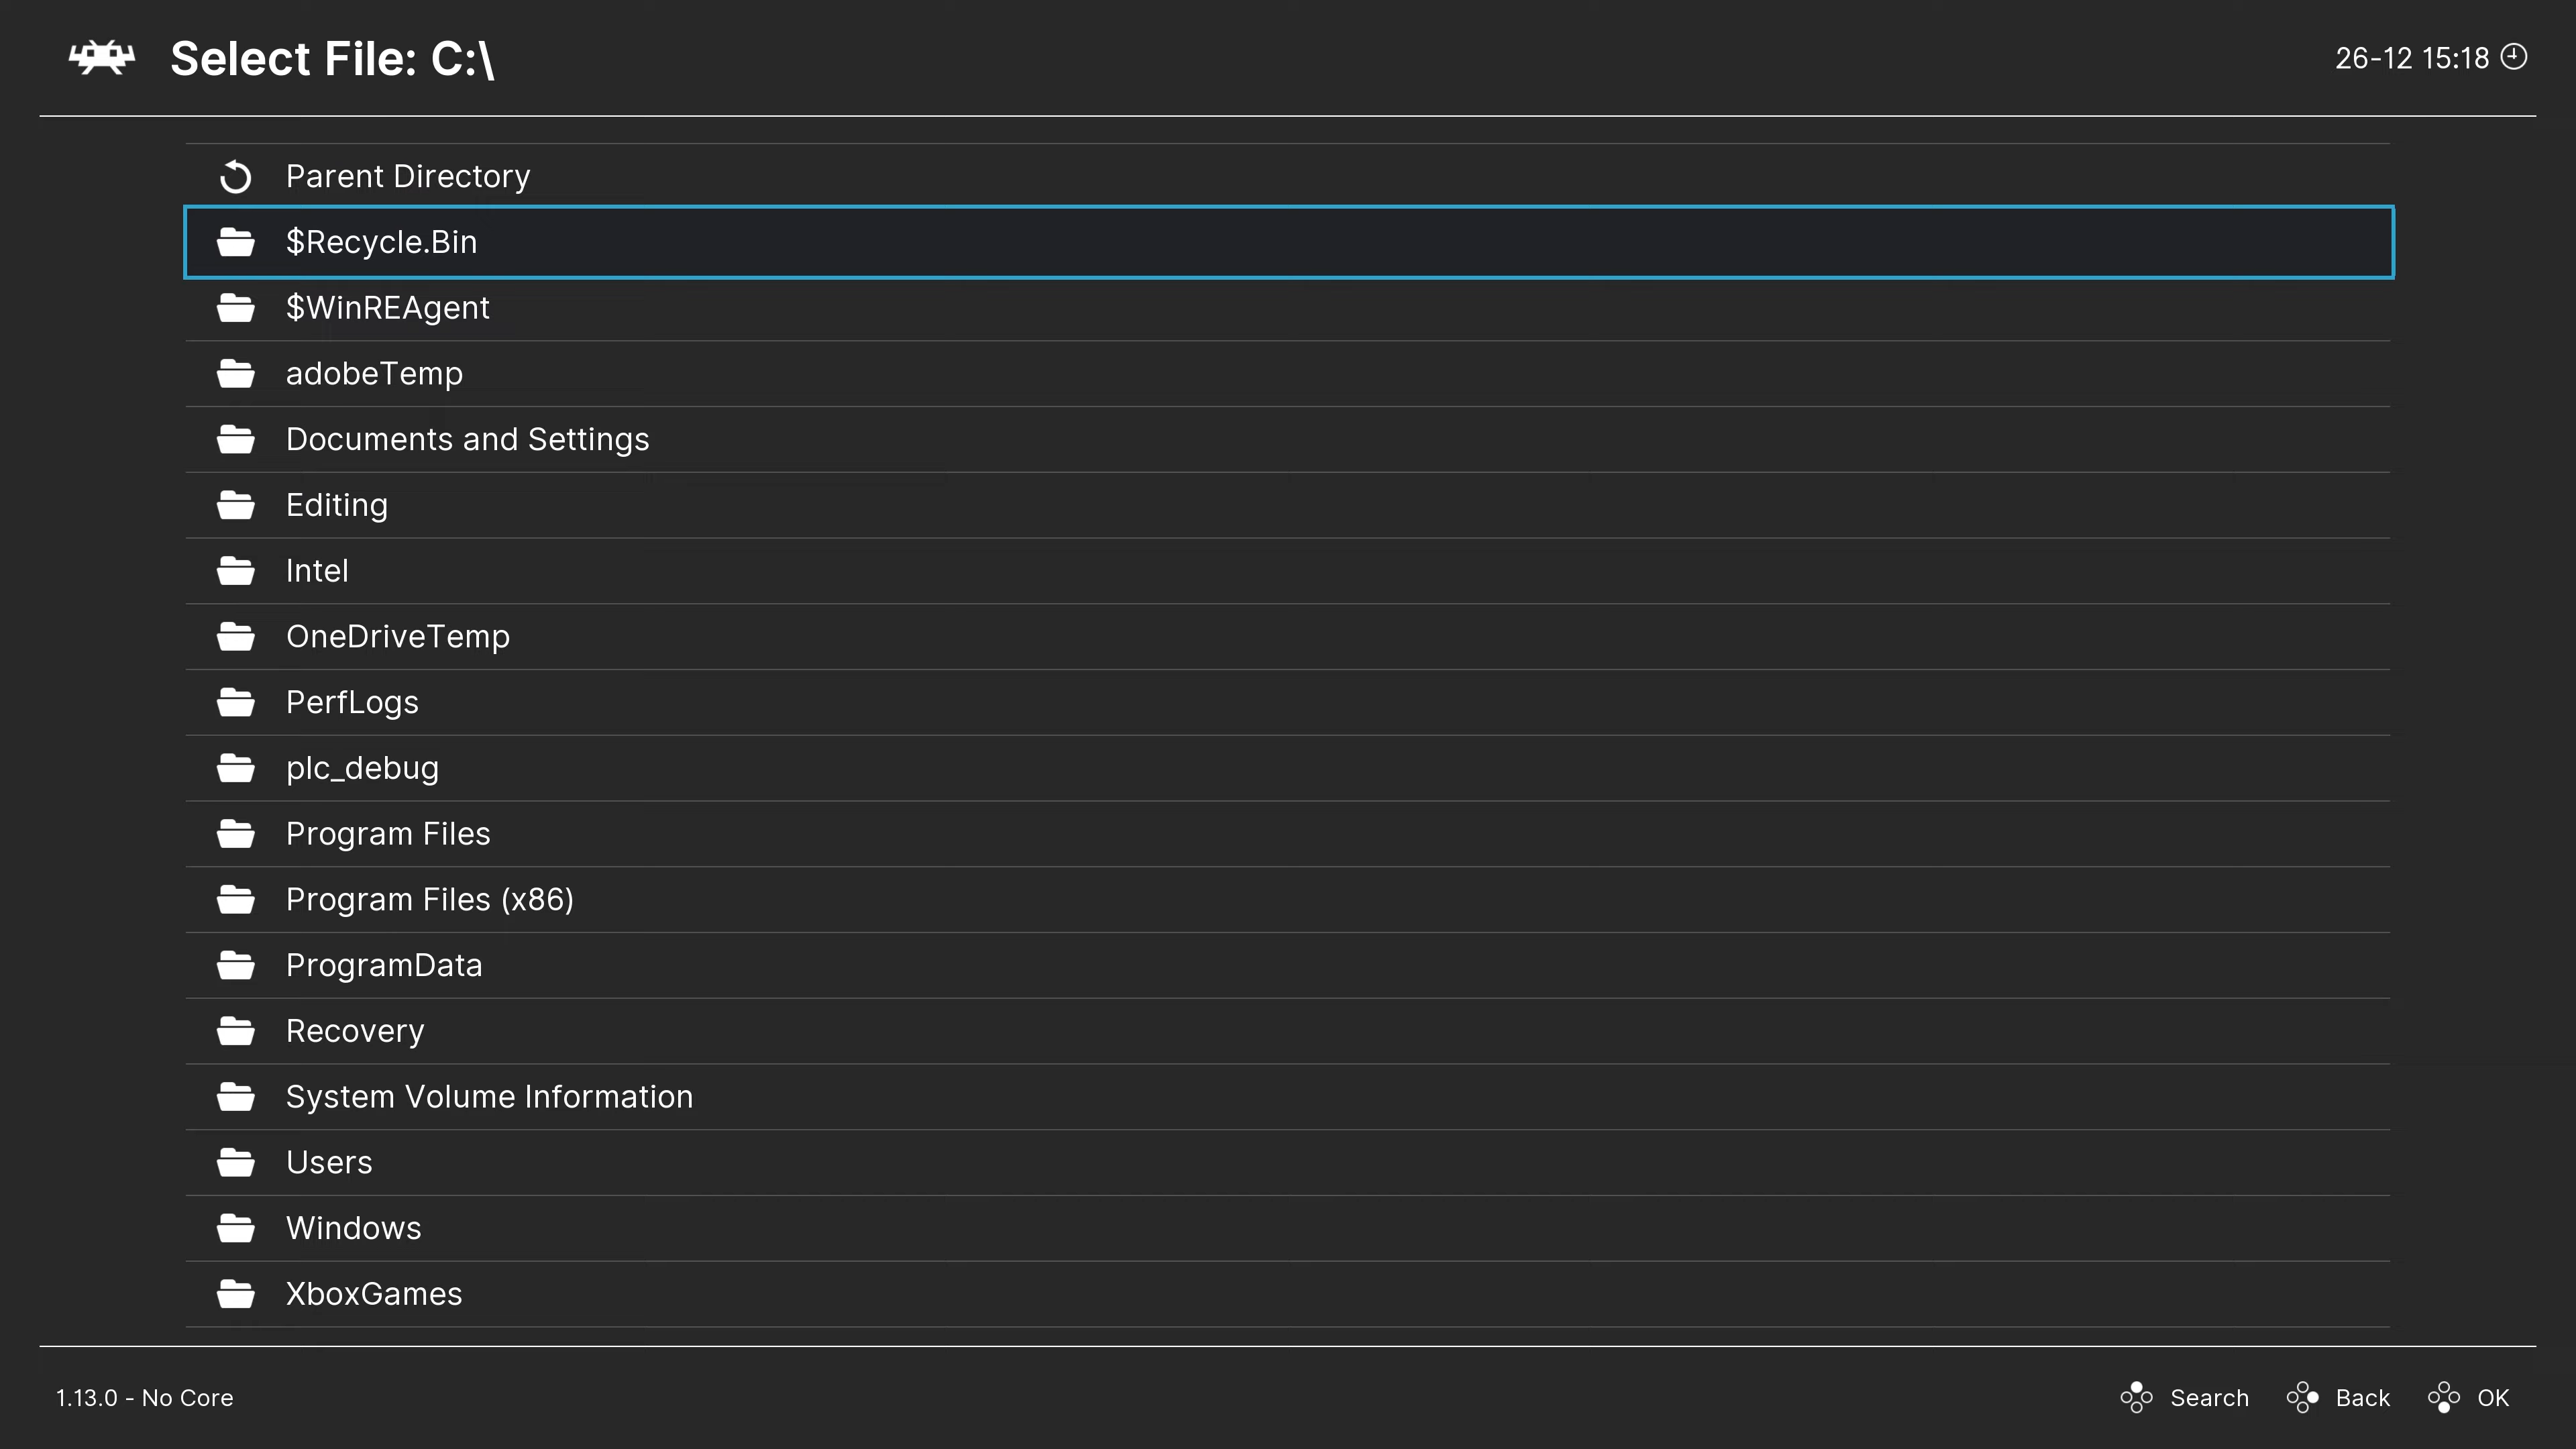 Select File: C:\
26-12 15:18
Parent Directory
$Recycle.Bin
$WinREAgent
adobeTemp
Documents and Settings
Editing
Intel
OneDriveTemp
PerfLogs
plc_debug
Program Files
Program Files (x86)
ProgramData
Recovery
System Volume Information
Users
Windows
XboxGames
1.13.0 - No Core
Search Back OK